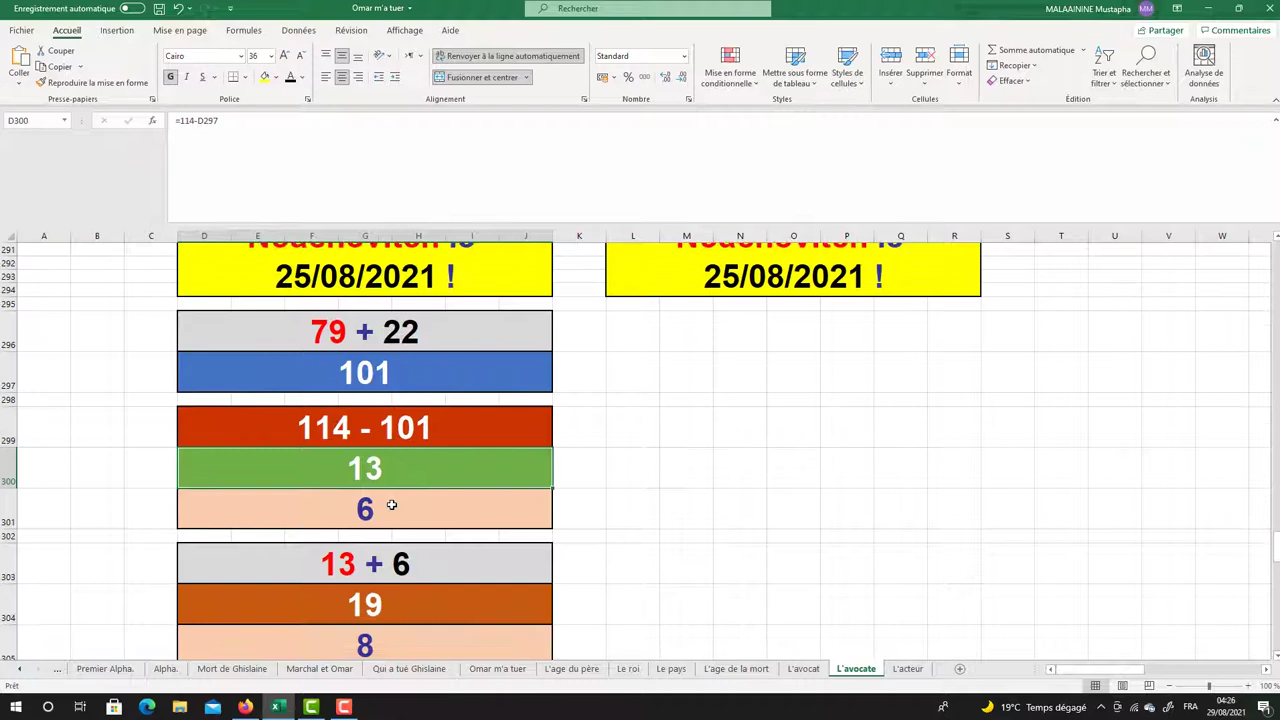 Enregistrement automatique
Omar m'a tuer
Rechercher
MALAAININE Mustapha
MM
Fichier Accueil Insertion Mise en page Formules Données Révision Affichage Aide
Partager Commentaires
Coller
Couper
Copier
Reproduire la mise en forme
Presse-papiers
Cairo 36
G I S
Police
Renvoyer à la ligne automatiquement
Fusionner et centrer
Alignement
Standard
% 000
Nombre
Mise en forme conditionnelle
Mettre sous forme de tableau
Styles de cellules
Styles
Insérer Supprimer Format
Cellules
Somme automatique
Recopier
Effacer
Trier et filtrer
Rechercher et sélectionner
Édition
Analyse de données
Analysis
D300
=114-D297
A B C D E F G H I J K L M N O P Q R S T U V W
291
292
293
294
295
296
297
298
299
300
301
302
303
304
305
25/08/2021 ! 25/08/2021 !
79 + 22
101
114 - 101
13
6
13 + 6
19
8
... Premier Alpha. Alpha. Mort de Ghislaine Marchal et Omar Qui a tué Ghislaine Omar m'a tuer L'age du père Le roi Le pays L'age de la mort L'avocat L'avocate L'acteur
Prêt
100 %
19°C Temps dégagé
FRA
04:26
29/08/2021